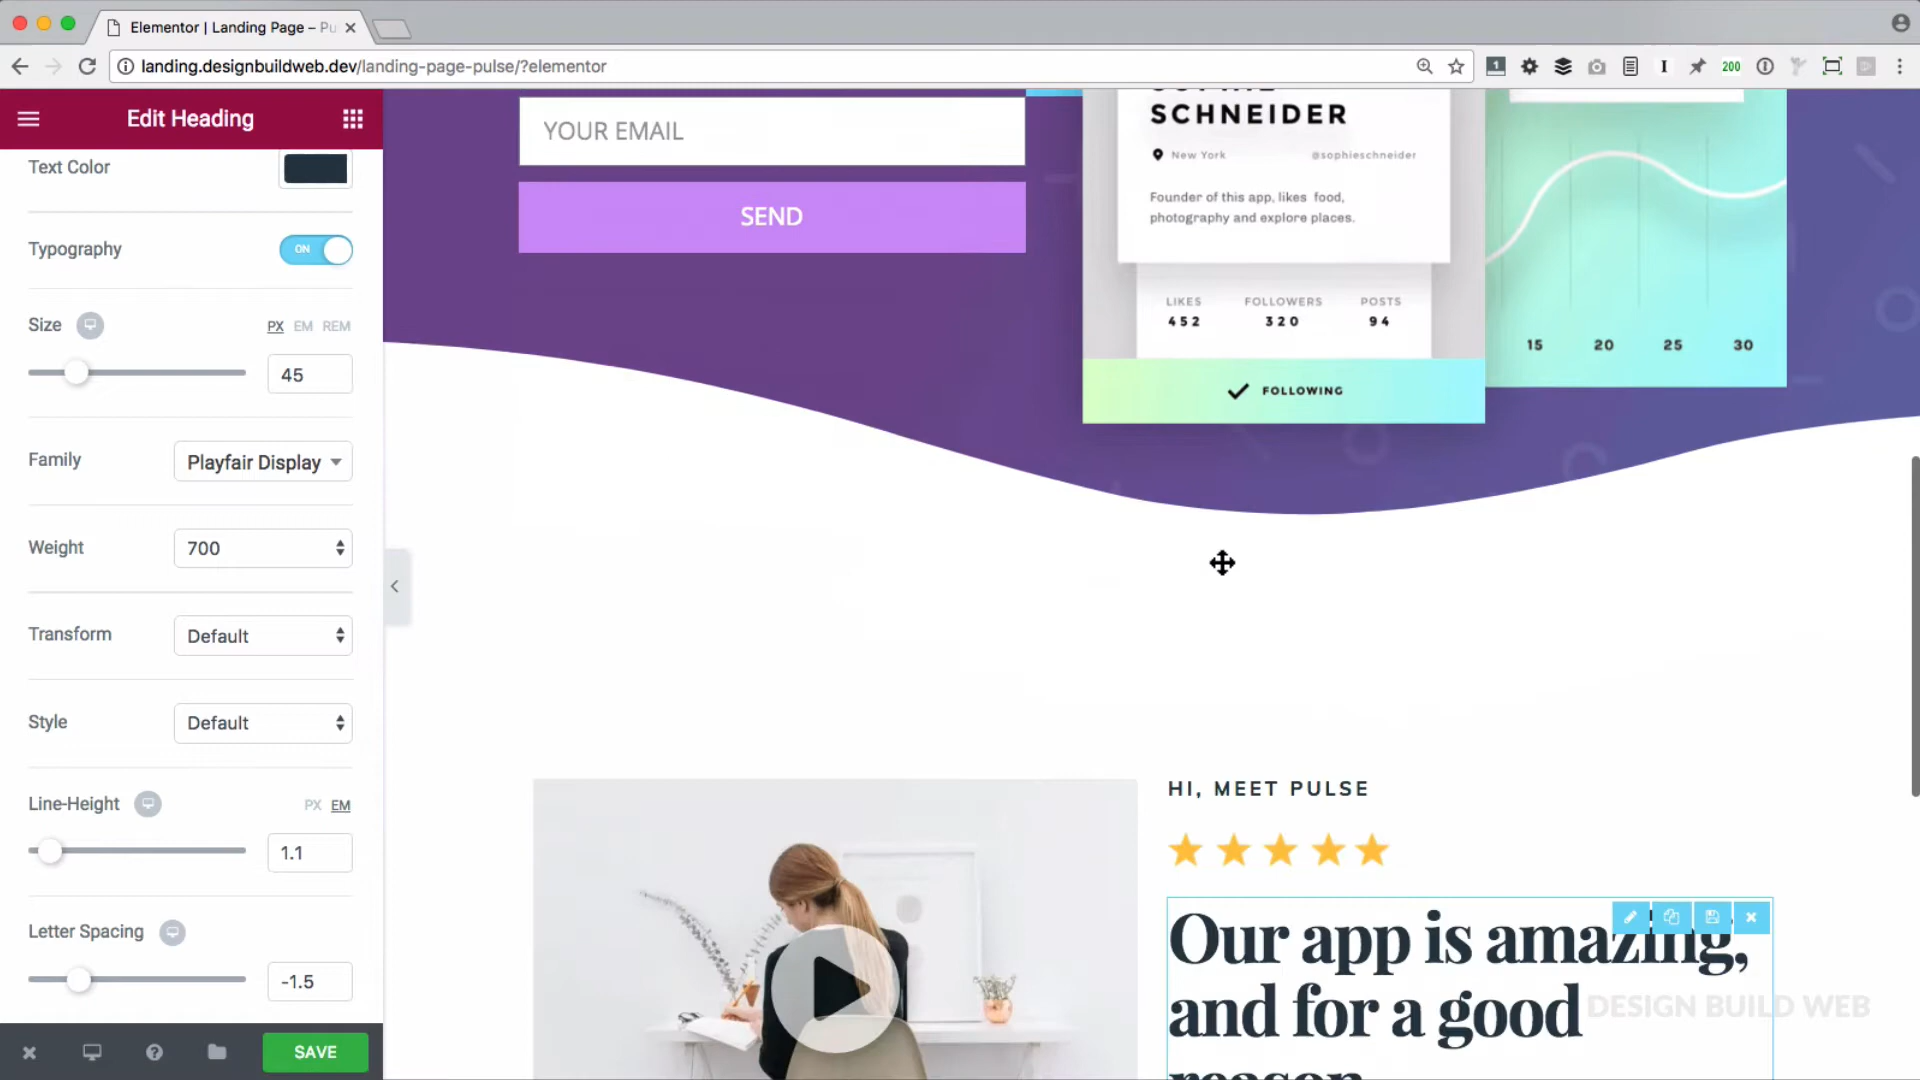 Elementor | Landing Page – Pu
landing.designbuildweb.dev/landing-page-pulse/?elementor
1
I
200
Edit Heading
Text Color
Typography
ON
Size
PX EM REM
45
Family
Playfair Display
Weight
700
Transform
Default
Style
Default
Line-Height
PX EM
1.1
Letter Spacing
-1.5
SAVE
YOUR EMAIL
SEND
SCHNEIDER
New York
@sophieschneider
Founder of this app, likes food,
photography and explore places.
LIKES FOLLOWERS POSTS
452 320 94
FOLLOWING
15 20 25 30
HI, MEET PULSE
Our app is amazing,
and for a good
reason
DESIGN BUILD WEB